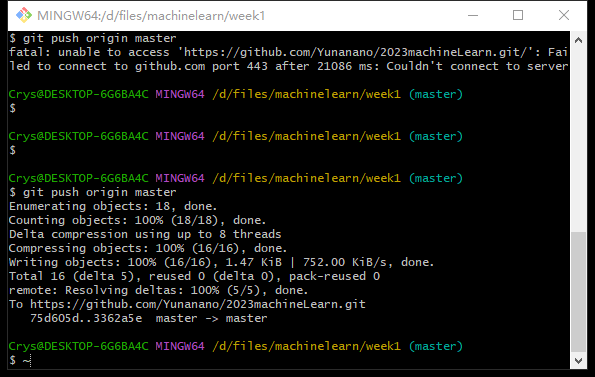 MINGW64:/d/files/machinelearn/week1
$ git push origin master
fatal: unable to access 'https://github.com/Yunanano/2023machineLearn.git/': Fai
led to connect to github.com port 443 after 21086 ms: Couldn't connect to server
Crys@DESKTOP-6G6BA4C MINGW64 /d/files/machinelearn/week1 (master)
$
Crys@DESKTOP-6G6BA4C MINGW64 /d/files/machinelearn/week1 (master)
$
Crys@DESKTOP-6G6BA4C MINGW64 /d/files/machinelearn/week1 (master)
$ git push origin master
Enumerating objects: 18, done.
Counting objects: 100% (18/18), done.
Delta compression using up to 8 threads
Compressing objects: 100% (16/16), done.
Writing objects: 100% (16/16), 1.47 KiB | 752.00 KiB/s, done.
Total 16 (delta 5), reused 0 (delta 0), pack-reused 0
remote: Resolving deltas: 100% (5/5), done.
To https://github.com/Yunanano/2023machineLearn.git
   75d605d..3362a5e  master -> master
Crys@DESKTOP-6G6BA4C MINGW64 /d/files/machinelearn/week1 (master)
$ ~